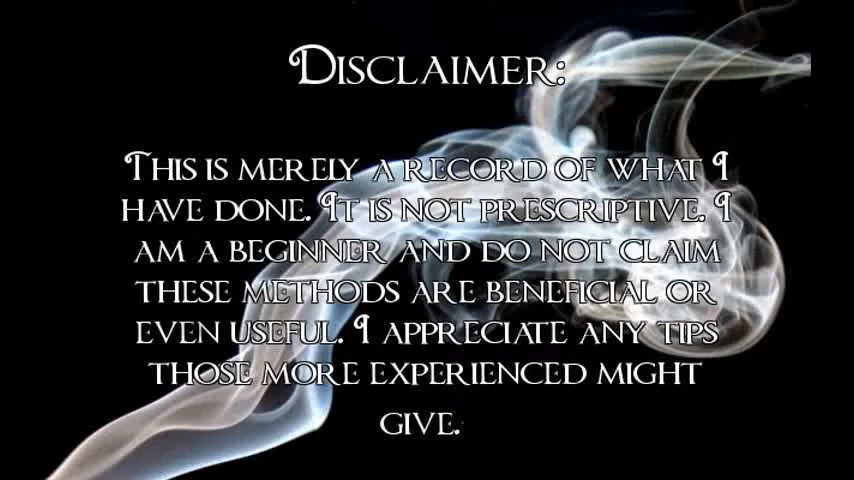 Disclaimer:
This is merely a record of what I
have done. It is not prescriptive. I
am a beginner and do not claim
these methods are beneficial or
even useful. I appreciate any tips
those more experienced might
give.